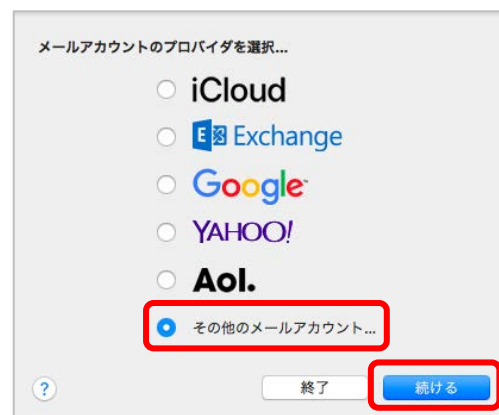 メールアカウントのプロバイダを選択...
iCloud
E Exchange
Google
YAHOO!
Aol.
その他のメールアカウント...
? 終了 続ける